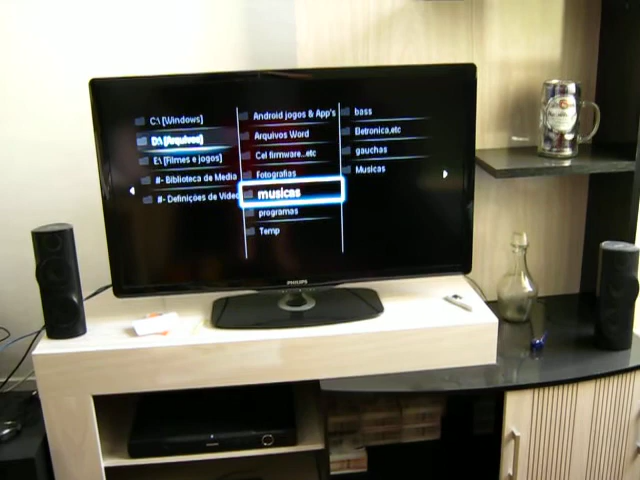 C:\ [Windows]
D:\ [Arquivos]
E:\ [Filmes e jogos]
#- Biblioteca de Media
#- Definições de Vídeo
Android jogos & App's
Arquivos Word
Cel firmware...etc
Fotografias
musicas
programas
Temp
bass
Eletronica,etc
gauchas
Musicas
PHILIPS